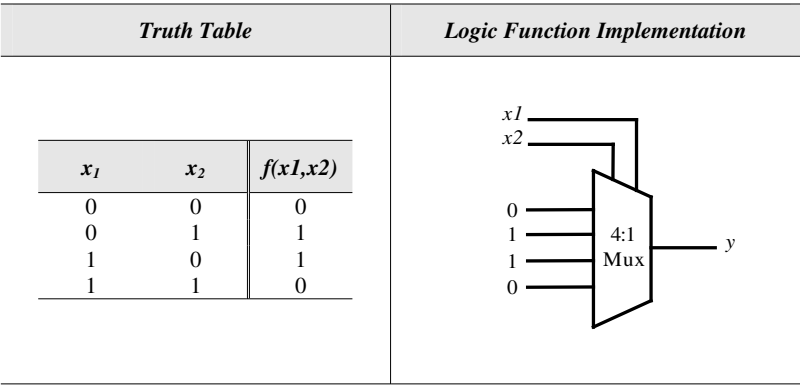 Truth Table
Logic Function Implementation
x1 x2 f(x1,x2)
0 0 0
0 1 1
1 0 1
1 1 0
x1
x2
0
1
1
0
4:1
Mux
y